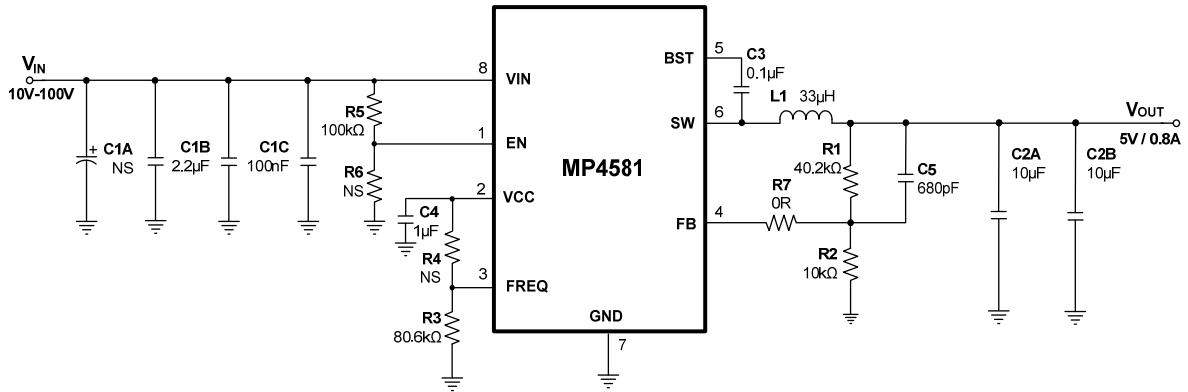 VIN
10V-100V
C1A
NS
C1B
2.2µF
C1C
100nF
R5
100kΩ
R6
NS
C4
1µF
R4
NS
R3
80.6kΩ
8
VIN
1
EN
2
VCC
3
FREQ
MP4581
GND
7
BST
5
SW
6
FB
4
C3
0.1µF
L1
33µH
R1
40.2kΩ
C5
680pF
R7
0R
R2
10kΩ
C2A
10µF
C2B
10µF
VOUT
5V / 0.8A